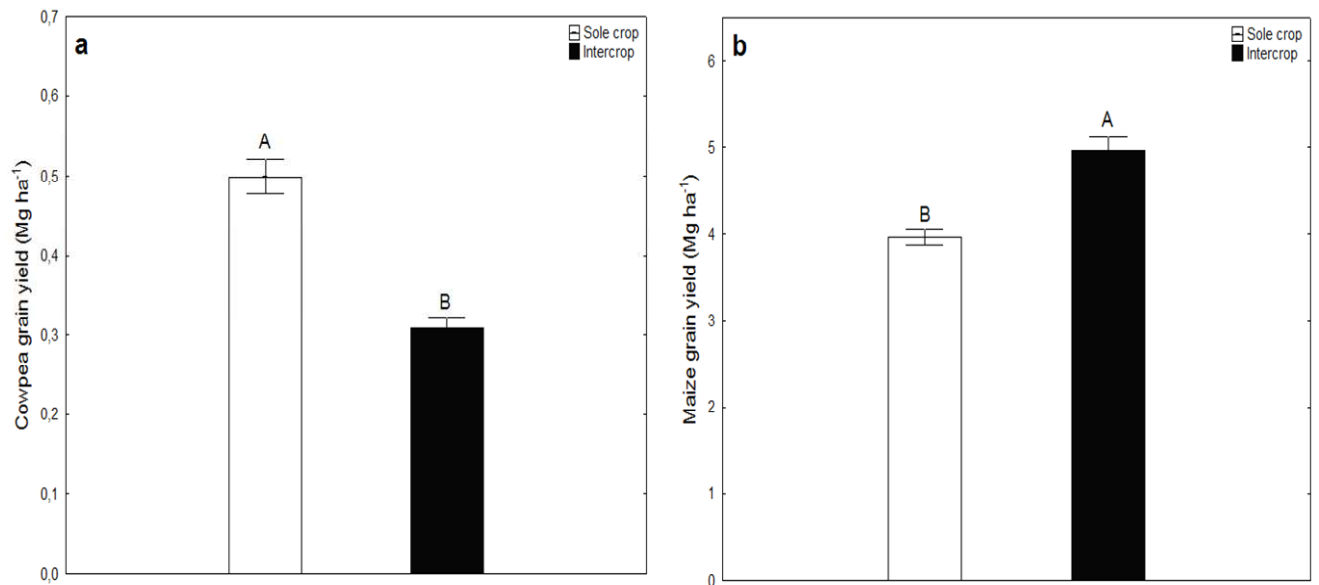 a
Sole crop
Intercrop
Cowpea grain yield (Mg ha⁻¹)
0,7
0,6
0,5
0,4
0,3
0,2
0,1
0,0
A
B
b
Sole crop
Intercrop
Maize grain yield (Mg ha⁻¹)
6
5
4
3
2
1
0
B
A